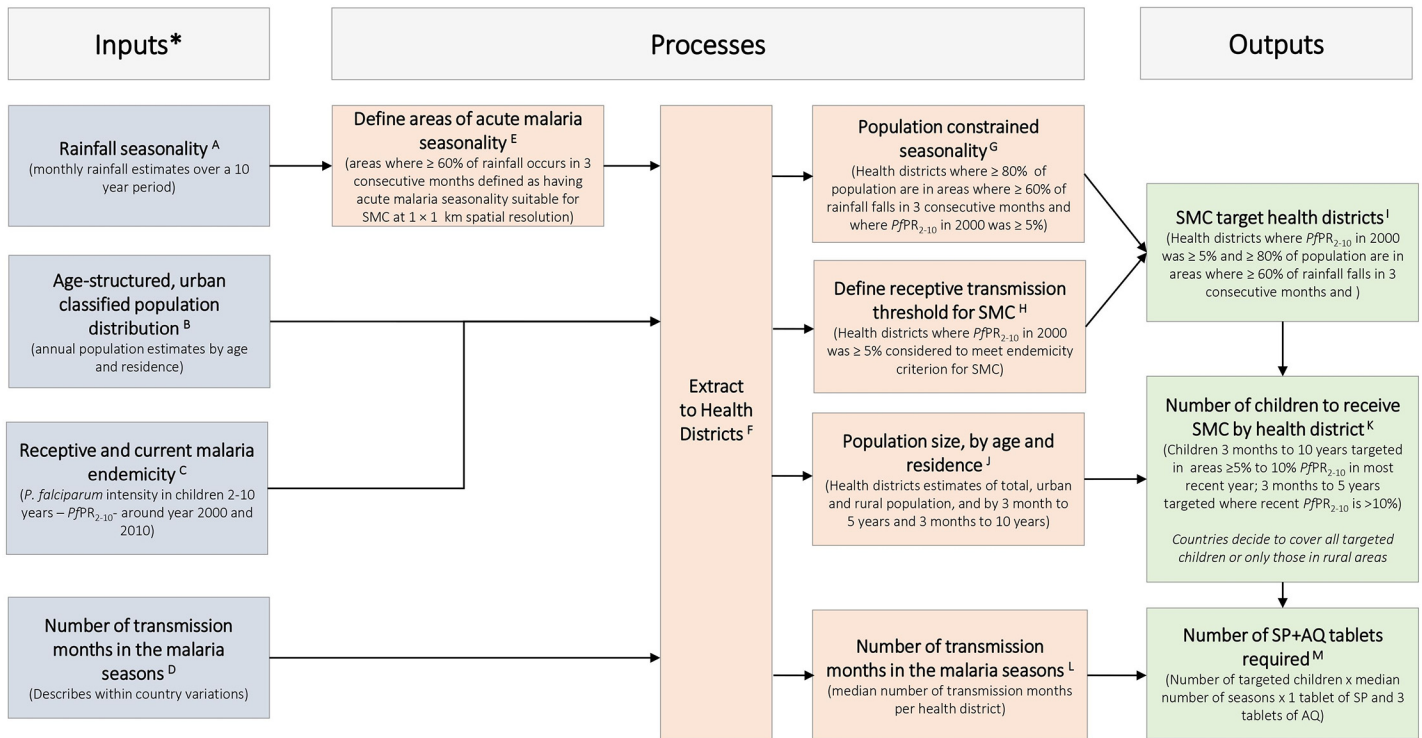 Inputs*
Processes
Outputs
Rainfall seasonality A
(monthly rainfall estimates over a 10
year period)
Age-structured, urban
classified population
distribution B
(annual population estimates by age
and residence)
Receptive and current malaria
endemicity C
(P. falciparum intensity in children 2-10
years – PfPR2-10- around year 2000 and
2010)
Number of transmission
months in the malaria
seasons D
(Describes within country variations)
Define areas of acute malaria
seasonality E
(areas where ≥ 60% of rainfall occurs in 3
consecutive months defined as having
acute malaria seasonality suitable for
SMC at 1 × 1 km spatial resolution)
Extract
to Health
Districts F
Population constrained
seasonality G
(Health districts where ≥ 80% of
population are in areas where ≥ 60% of
rainfall falls in 3 consecutive months and
where PfPR2-10 in 2000 was ≥ 5%)
Define receptive transmission
threshold for SMC H
(Health districts where PfPR2-10 in 2000
was ≥ 5% considered to meet endemicity
criterion for SMC)
Population size, by age and
residence J
(Health districts estimates of total, urban
and rural population, and by 3 month to
5 years and 3 months to 10 years)
Number of transmission
months in the malaria seasons L
(median number of transmission months
per health district)
SMC target health districts I
(Health districts where PfPR2-10 in 2000
was ≥ 5% and ≥ 80% of population are in
areas where ≥ 60% of rainfall falls in 3
consecutive months and )
Number of children to receive
SMC by health district K
(Children 3 months to 10 years targeted
in areas ≥5% to 10% PfPR2-10 in most
recent year; 3 months to 5 years
targeted where recent PfPR2-10 is >10%)
Countries decide to cover all targeted
children or only those in rural areas
Number of SP+AQ tablets
required M
(Number of targeted children x median
number of seasons x 1 tablet of SP and 3
tablets of AQ)